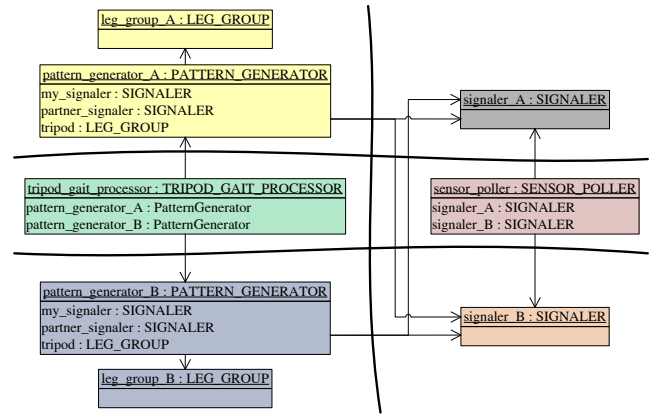 leg_group_A : LEG_GROUP
pattern_generator_A : PATTERN_GENERATOR
my_signaler : SIGNALER
partner_signaler : SIGNALER
tripod : LEG_GROUP
signaler_A : SIGNALER
tripod_gait_processor : TRIPOD_GAIT_PROCESSOR
pattern_generator_A : PatternGenerator
pattern_generator_B : PatternGenerator
sensor_poller : SENSOR_POLLER
signaler_A : SIGNALER
signaler_B : SIGNALER
pattern_generator_B : PATTERN_GENERATOR
my_signaler : SIGNALER
partner_signaler : SIGNALER
tripod : LEG_GROUP
signaler_B : SIGNALER
leg_group_B : LEG_GROUP